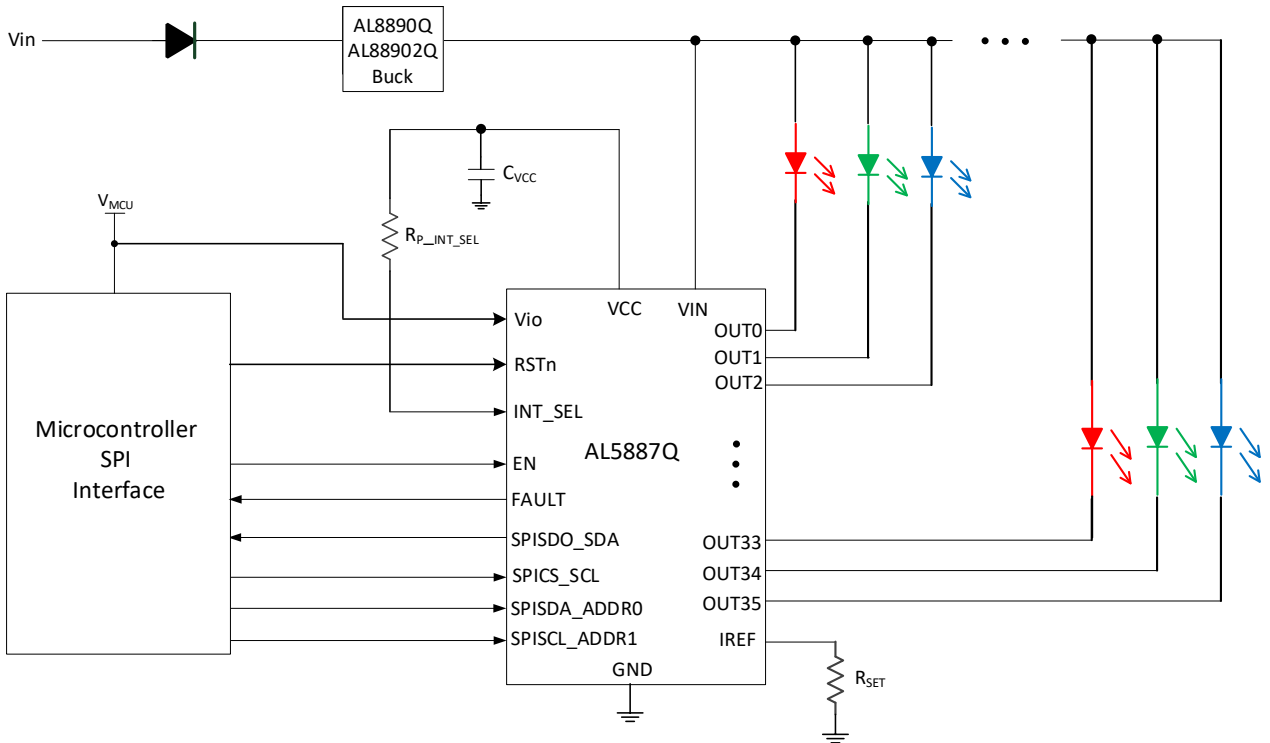 Vin
AL8890Q
AL88902Q
Buck
CVCC
VMCU
RP_INT_SEL
Microcontroller
SPI
Interface
VCC
VIN
Vio
RSTn
INT_SEL
EN
FAULT
SPISDO_SDA
SPICS_SCL
SPISDA_ADDR0
SPISCL_ADDR1
AL5887Q
OUT0
OUT1
OUT2
OUT33
OUT34
OUT35
IREF
GND
RSET